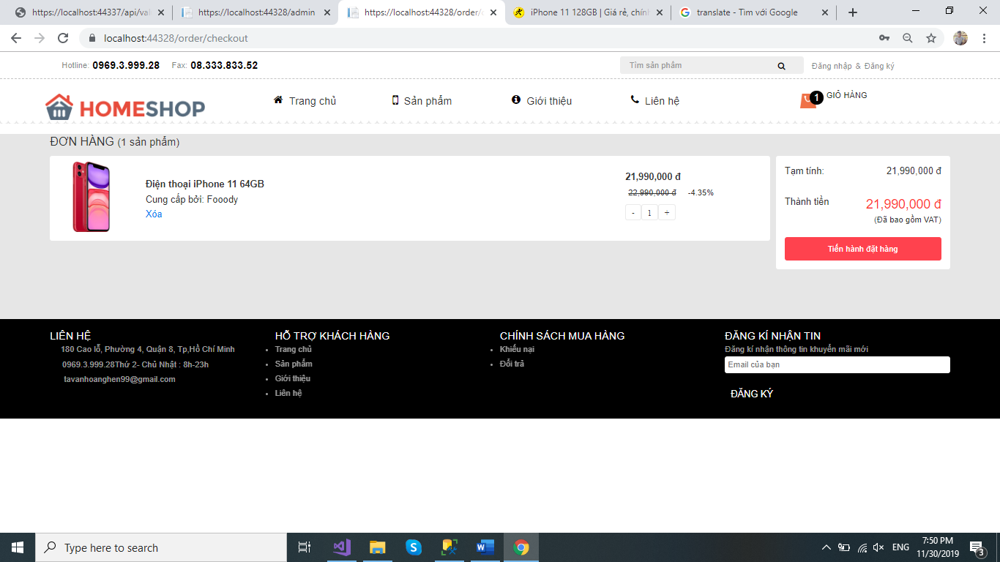 https://localhost:44337/api/val
https://localhost:44328/admin
https://localhost:44328/order/c
iPhone 11 128GB | Giá rẻ, chính
translate - Tìm với Google
localhost:44328/order/checkout
Hotline: 0969.3.999.28 Fax: 08.333.833.52
Tìm sản phẩm
Đăng nhập & Đăng ký
HOMESHOP
Trang chủ
Sản phẩm
Giới thiệu
Liên hệ
1
GIỎ HÀNG
ĐƠN HÀNG (1 sản phẩm)
Điện thoại iPhone 11 64GB
Cung cấp bởi: Fooody
Xóa
21,990,000 đ
22,990,000 đ -4.35%
- 1 +
Tạm tính: 21,990,000 đ
Thành tiền 21,990,000 đ
(Đã bao gồm VAT)
Tiến hành đặt hàng
LIÊN HỆ
180 Cao lỗ, Phường 4, Quận 8, Tp,Hồ Chí Minh
0969.3.999.28Thứ 2- Chủ Nhật : 8h-23h
tavanhoanghen99@gmail.com
HỖ TRỢ KHÁCH HÀNG
Trang chủ
Sản phẩm
Giới thiệu
Liên hệ
CHÍNH SÁCH MUA HÀNG
Khiếu nại
Đổi trả
ĐĂNG KÍ NHẬN TIN
Đăng kí nhận thông tin khuyến mãi mới
Email của bạn
ĐĂNG KÝ
Type here to search
ENG
7:50 PM
11/30/2019
3